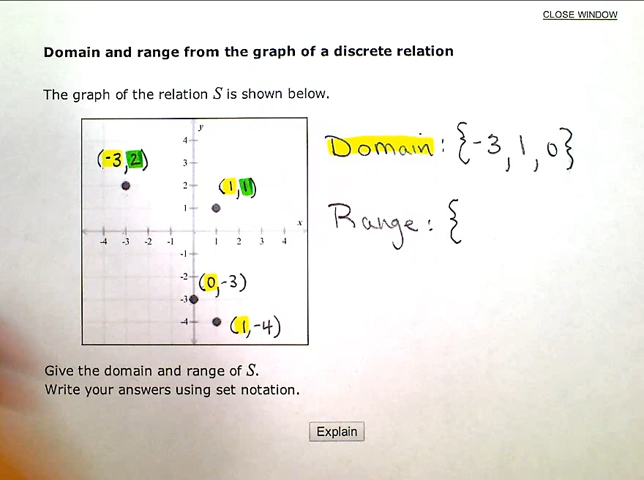 CLOSE WINDOW
Domain and range from the graph of a discrete relation
The graph of the relation S is shown below.
y
4
(-3,2)
3
Domain: {-3, 1, 0}
2
(1,1)
1
Range: {
x
-4 -3 -2 -1 1 2 3 4
-1
-2
(0,-3)
-3
-4
(1,-4)
Give the domain and range of S.
Write your answers using set notation.
Explain